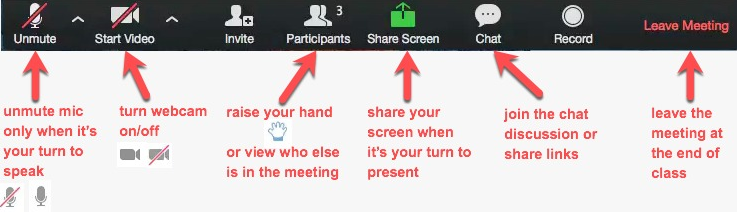 Unmute
Start Video
Invite
Participants
3
Share Screen
Chat
Record
Leave Meeting
unmute mic
only when it's
your turn to
speak
turn webcam
on/off
raise your hand
or view who else
is in the meeting
share your
screen when
it's your turn to
present
join the chat
discussion or
share links
leave the
meeting at
the end of
class